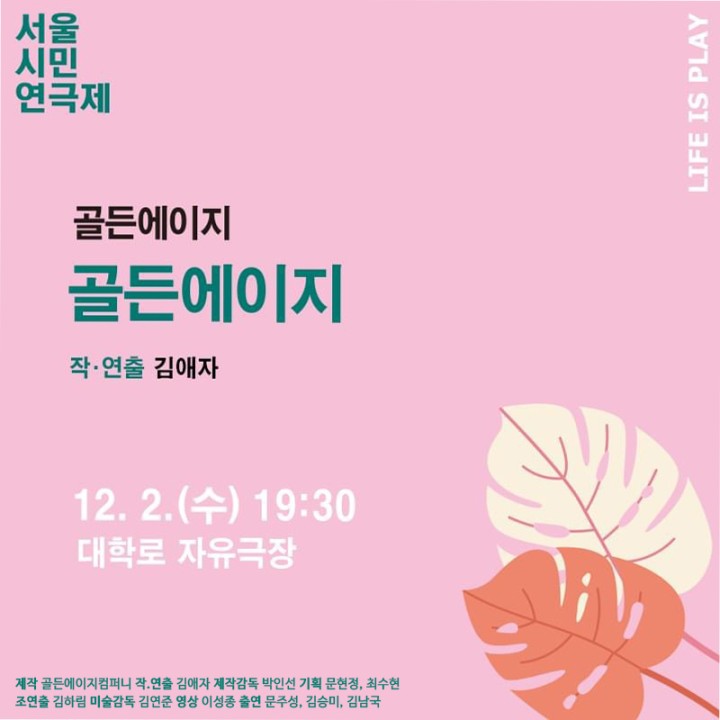 서울
시민
연극제
LIFE IS PLAY
골든에이지
골든에이지
작·연출 김애자
12. 2.(수) 19:30
대학로 자유극장
제작 골든에이지컴퍼니 작.연출 김애자 제작감독 박인선 기획 문현정, 최수현
조연출 김하림 미술감독 김연준 영상 이성종 출연 문주성, 김승미, 김남국